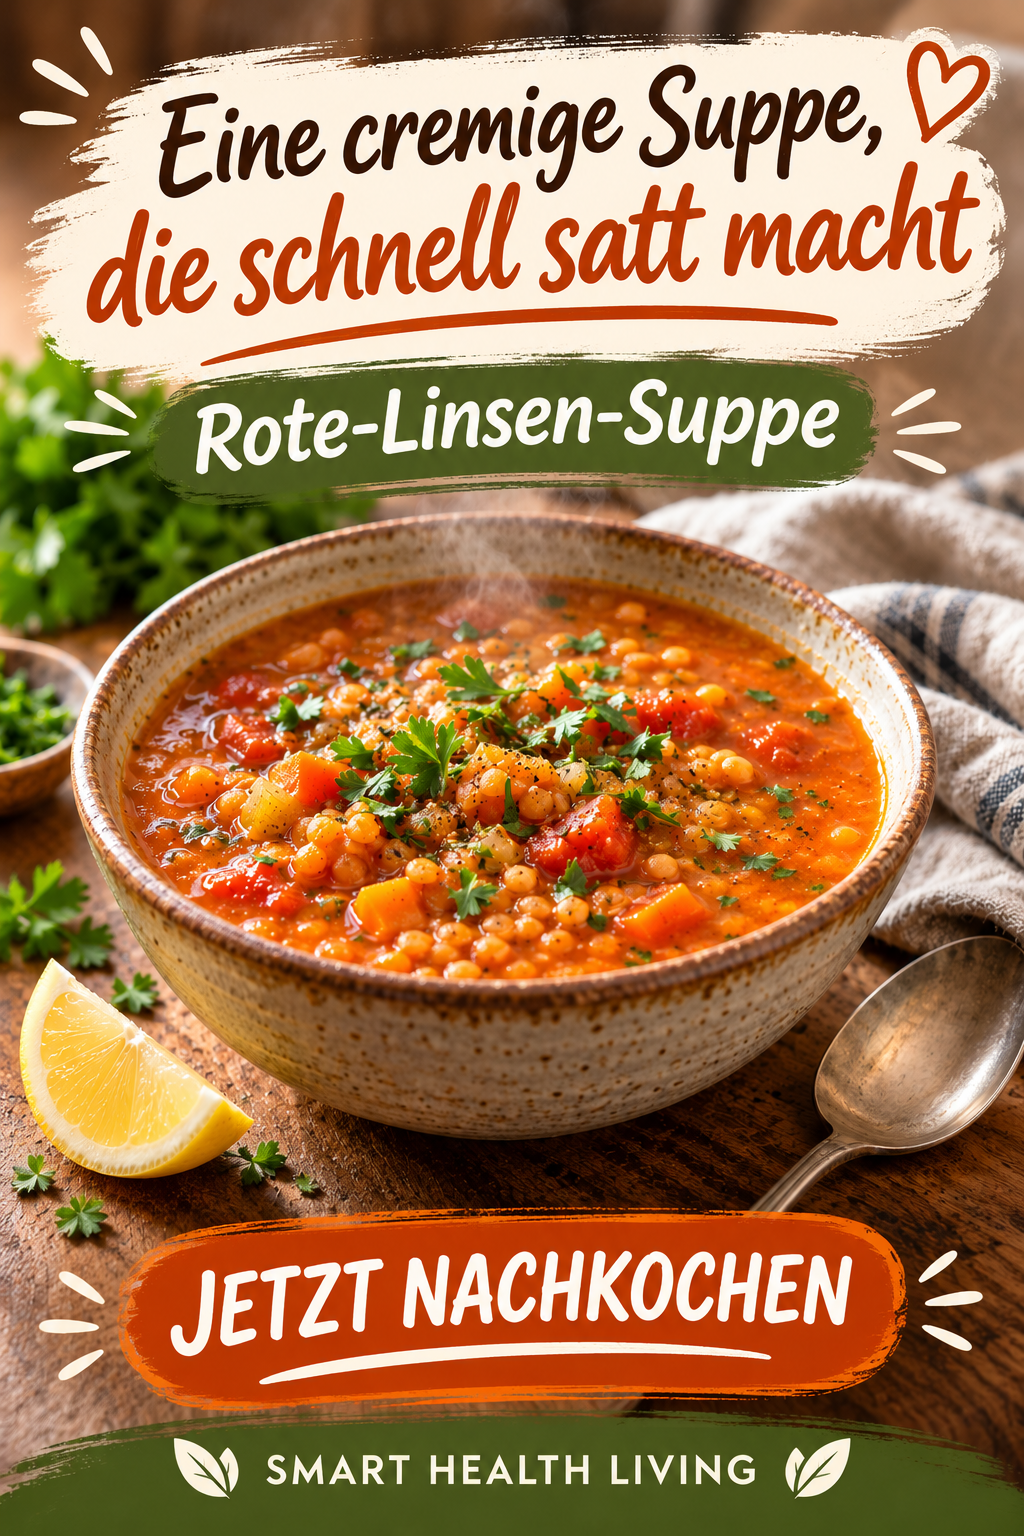 Eine cremige Suppe,
die schnell satt macht
Rote-Linsen-Suppe
JETZT NACHKOCHEN
SMART HEALTH LIVING